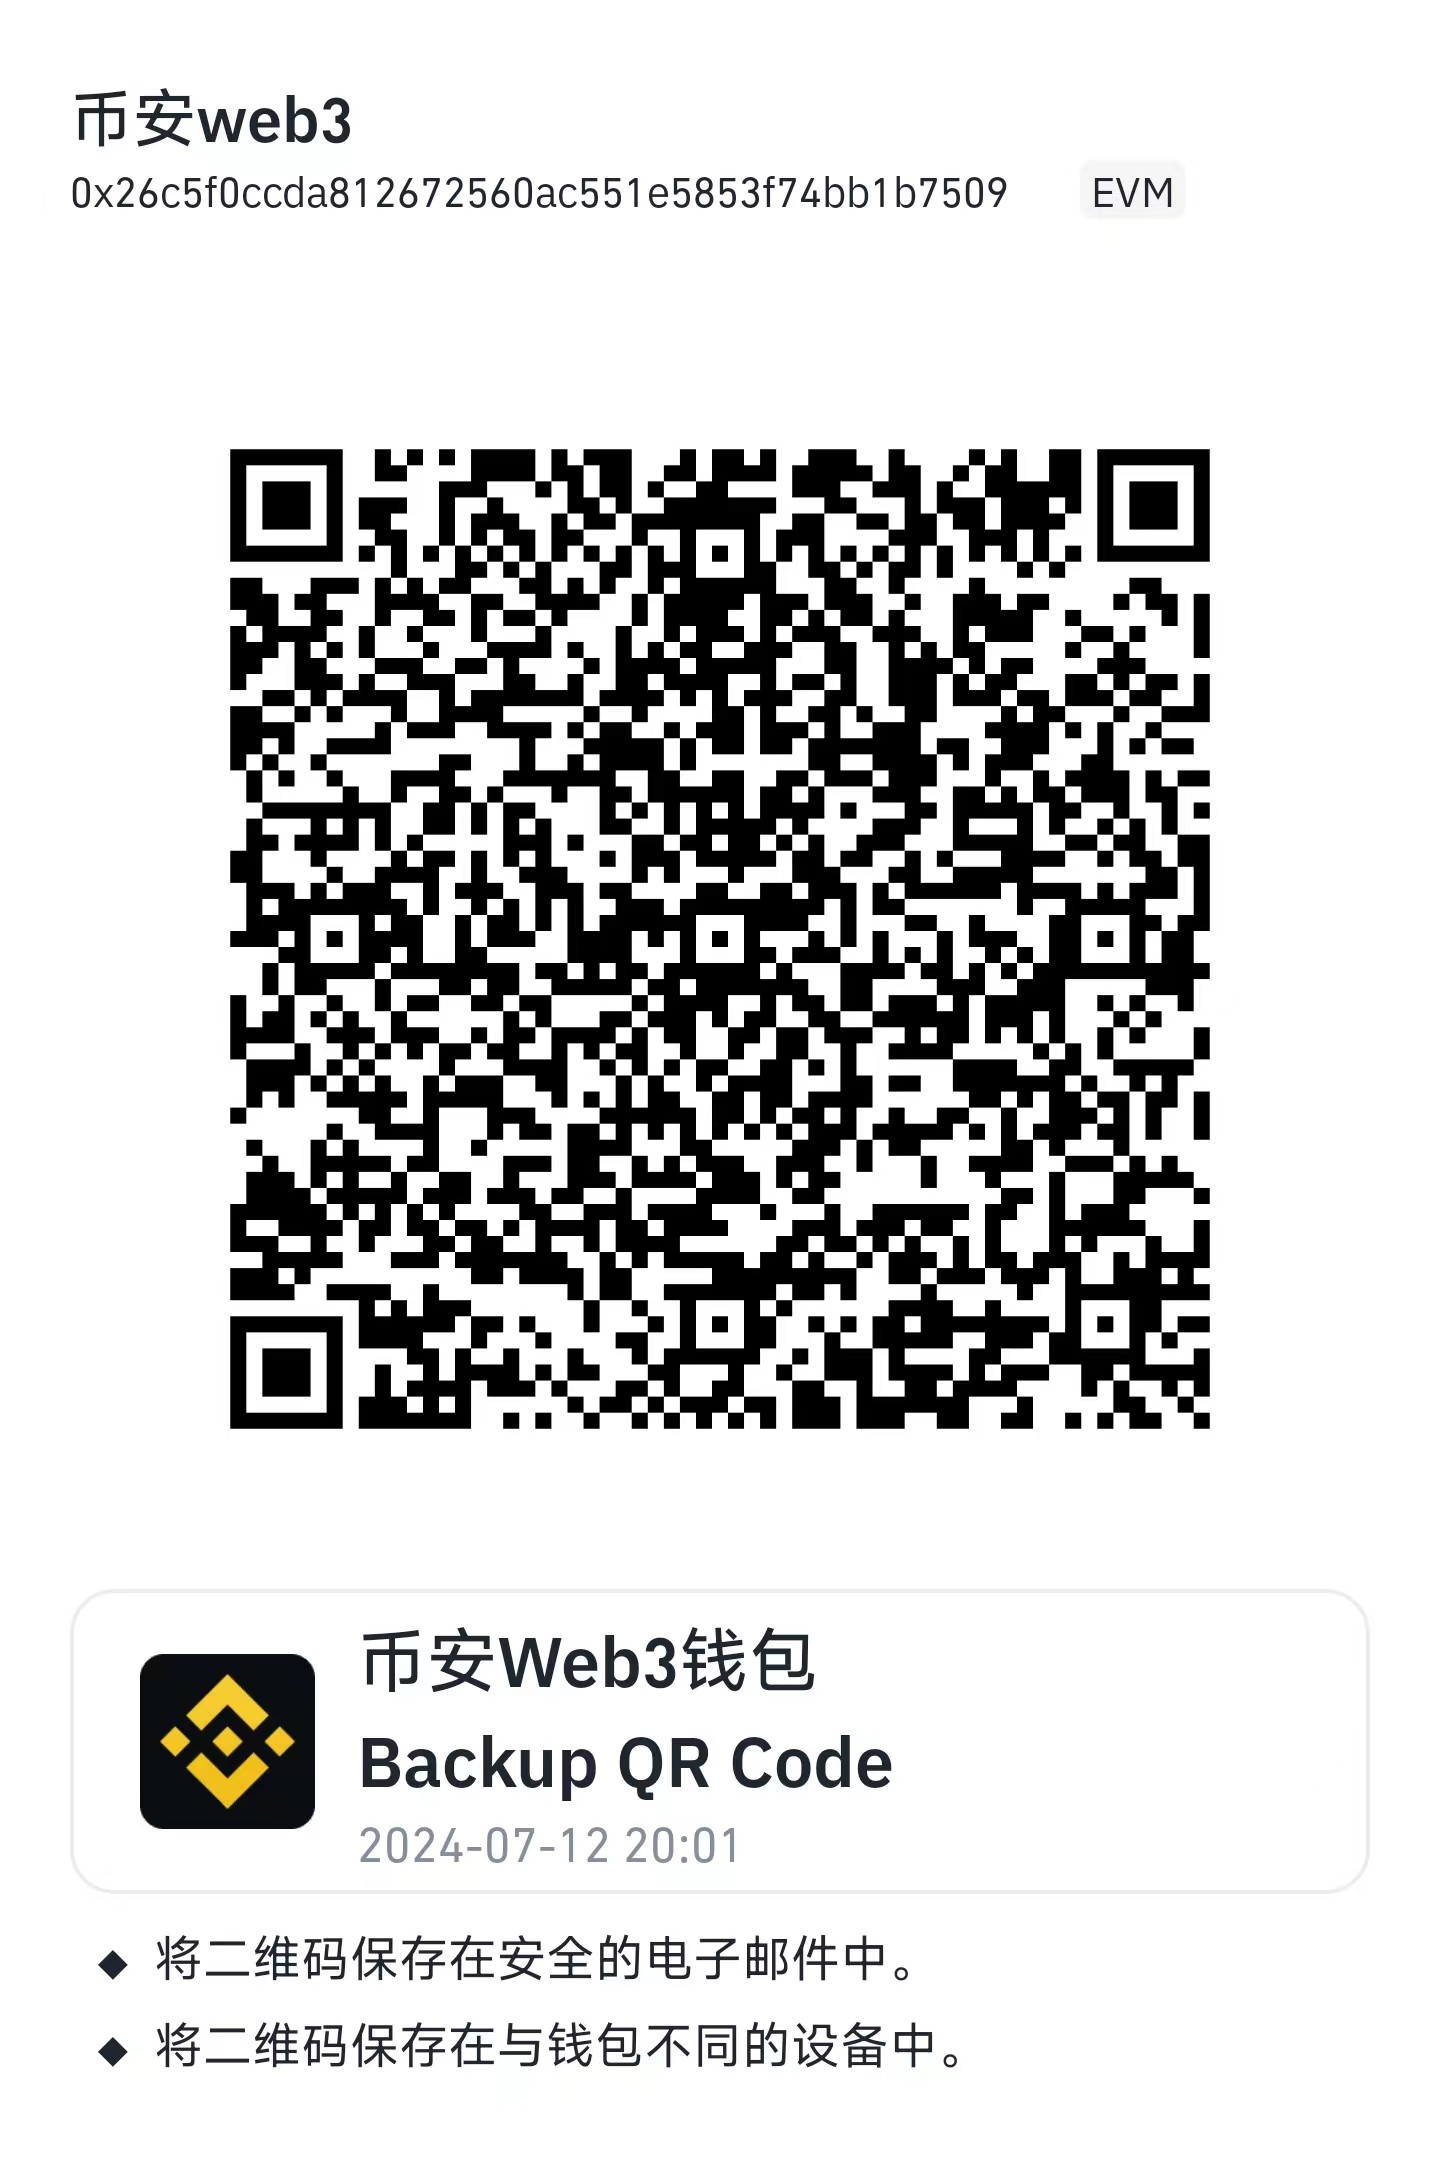 币安web3
0x26c5f0ccda812672560ac551e5853f74bb1b7509 EVM
币安Web3钱包
Backup QR Code
2024-07-12 20:01
◆ 将二维码保存在安全的电子邮件中。
◆ 将二维码保存在与钱包不同的设备中。